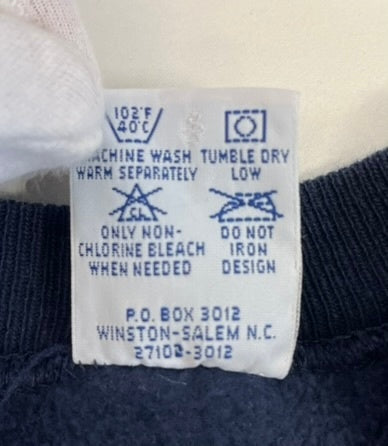 102°F
40°C
MACHINE WASH TUMBLE DRY
WARM SEPARATELY LOW
CL
ONLY NON- DO NOT
CHLORINE BLEACH IRON
WHEN NEEDED DESIGN
P.O. BOX 3012
WINSTON-SALEM N.C.
27102-3012